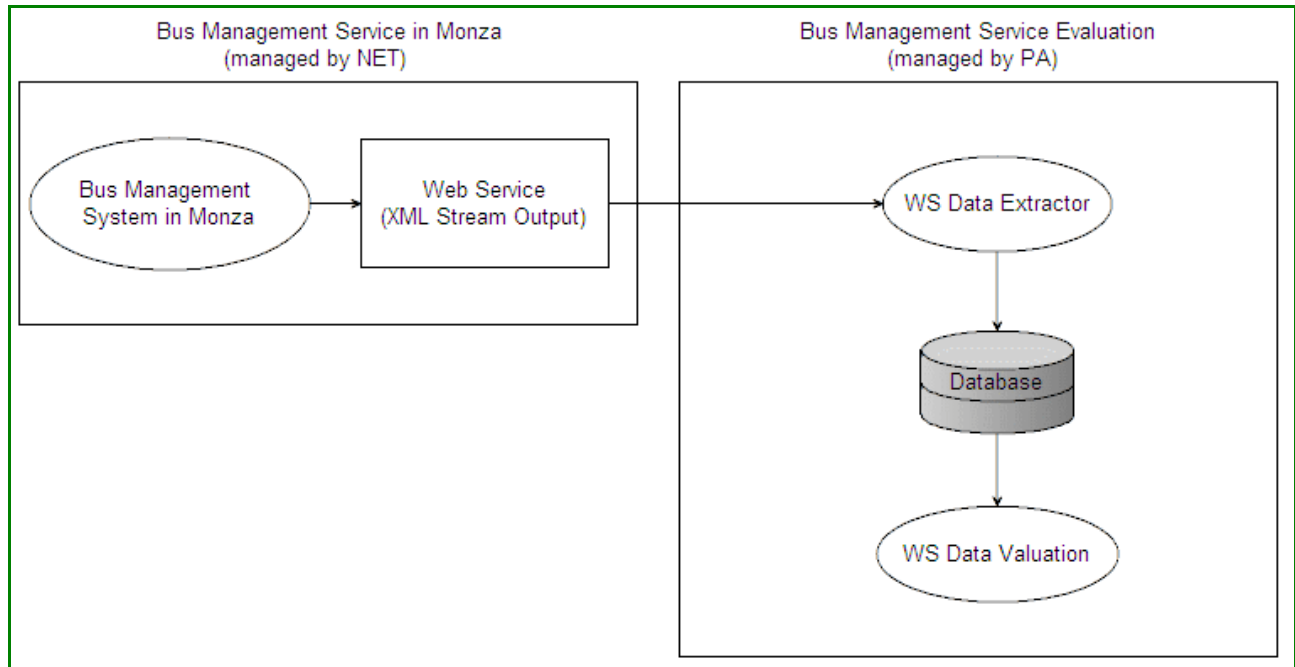 Bus Management Service in Monza
(managed by NET)
Bus Management
System in Monza
Web Service
(XML Stream Output)
Bus Management Service Evaluation
(managed by PA)
WS Data Extractor
Database
WS Data Valuation